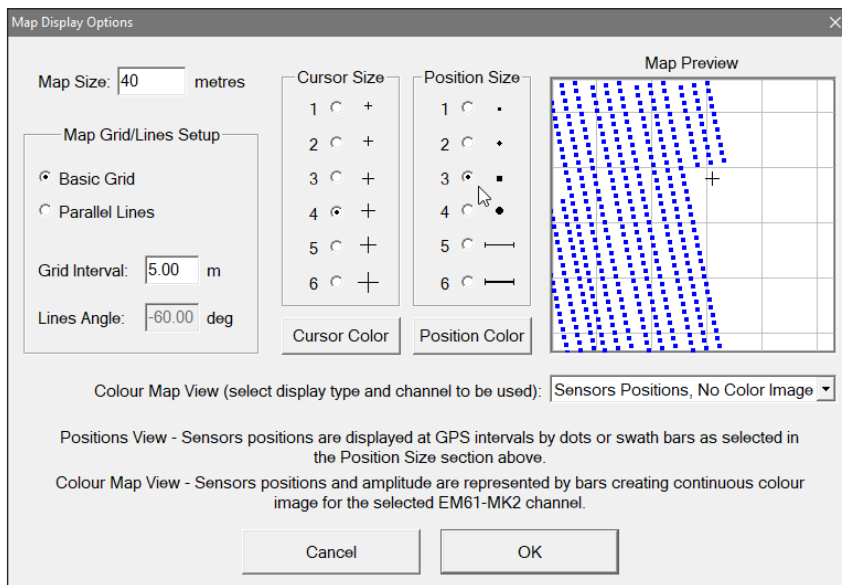 Map Display Options
Map Size: 40 metres
Map Grid/Lines Setup
Basic Grid
Parallel Lines
Grid Interval: 5.00 m
Lines Angle: -60.00 deg
Cursor Size
1
2
3
4
5
6
Cursor Color
Position Size
1
2
3
4
5
6
Position Color
Map Preview
Colour Map View (select display type and channel to be used): Sensors Positions, No Color Image
Positions View - Sensors positions are displayed at GPS intervals by dots or swath bars as selected in
the Position Size section above.
Colour Map View - Sensors positions and amplitude are represented by bars creating continuous colour
image for the selected EM61-MK2 channel.
Cancel
OK